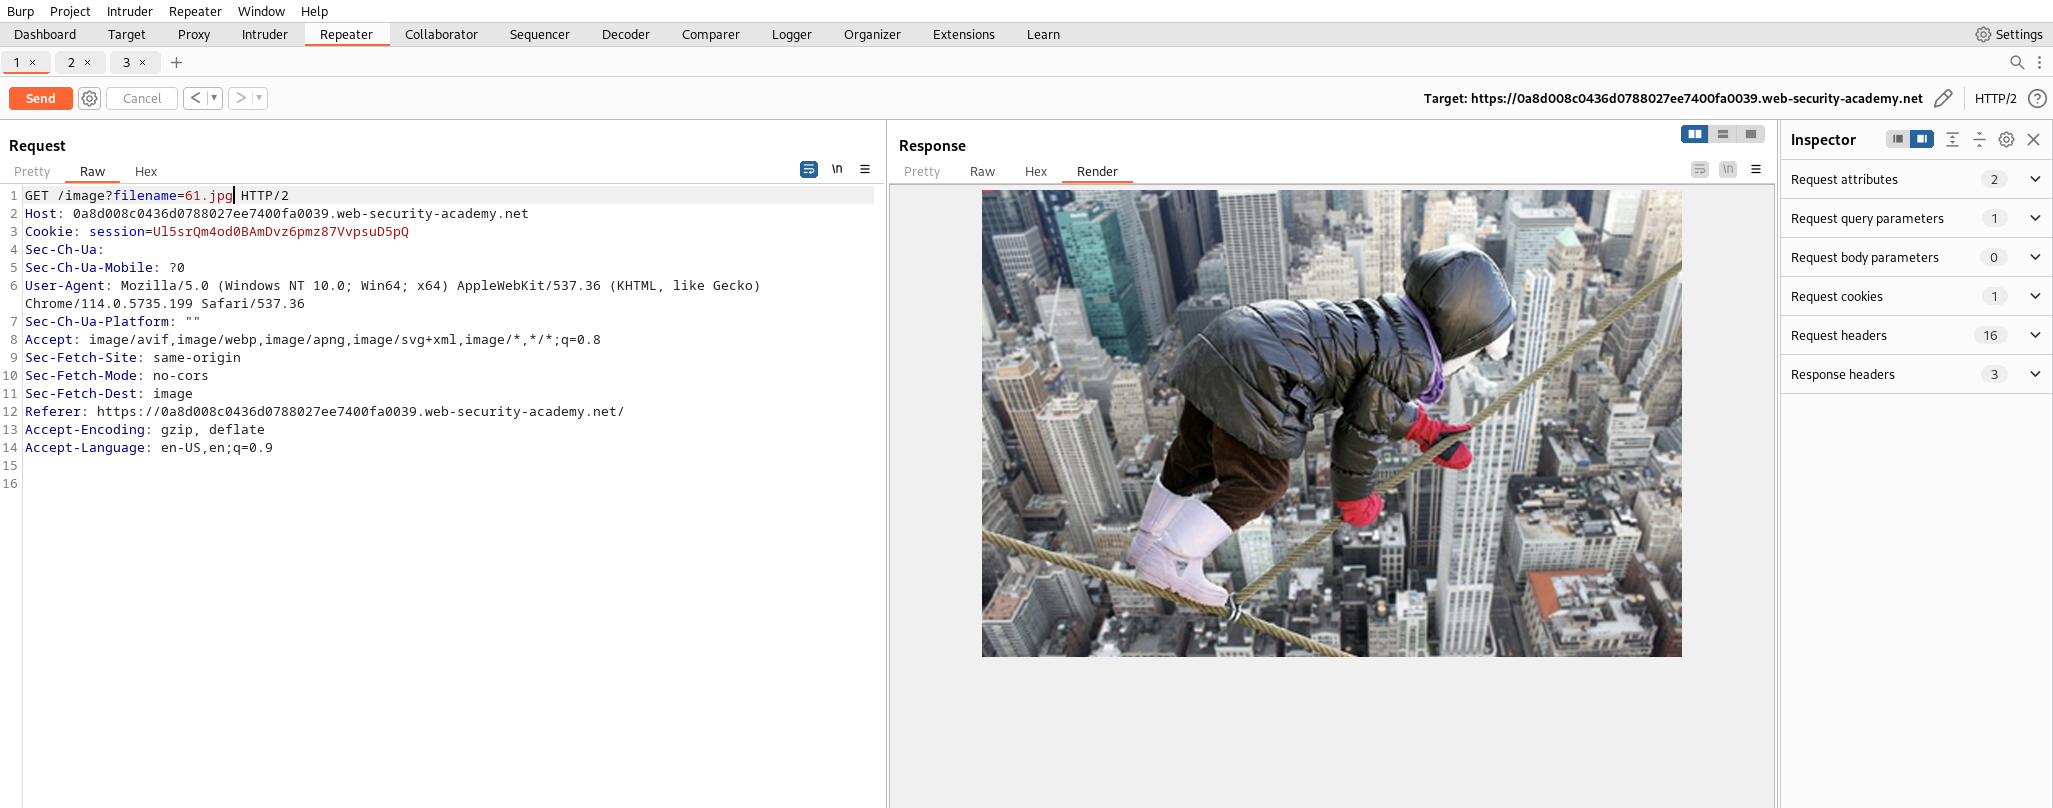 Burp Project Intruder Repeater Window Help
Dashboard Target Proxy Intruder Repeater Collaborator Sequencer Decoder Comparer Logger Organizer Extensions Learn Settings
1 × 2 × 3 × +
Send Cancel < > Target: https://0a8d008c0436d0788027ee7400fa0039.web-security-academy.net HTTP/2 ?
Request
Pretty Raw Hex \n
1 GET /image?filename=61.jpg HTTP/2
2 Host: 0a8d008c0436d0788027ee7400fa0039.web-security-academy.net
3 Cookie: session=Ul5srQm4od0BAmDvz6pmz87VvpsuD5pQ
4 Sec-Ch-Ua:
5 Sec-Ch-Ua-Mobile: ?0
6 User-Agent: Mozilla/5.0 (Windows NT 10.0; Win64; x64) AppleWebKit/537.36 (KHTML, like Gecko)
Chrome/114.0.5735.199 Safari/537.36
7 Sec-Ch-Ua-Platform: ""
8 Accept: image/avif,image/webp,image/apng,image/svg+xml,image/*,*/*;q=0.8
9 Sec-Fetch-Site: same-origin
10 Sec-Fetch-Mode: no-cors
11 Sec-Fetch-Dest: image
12 Referer: https://0a8d008c0436d0788027ee7400fa0039.web-security-academy.net/
13 Accept-Encoding: gzip, deflate
14 Accept-Language: en-US,en;q=0.9
15
16
Response
Pretty Raw Hex Render \n
Inspector
Request attributes 2
Request query parameters 1
Request body parameters 0
Request cookies 1
Request headers 16
Response headers 3